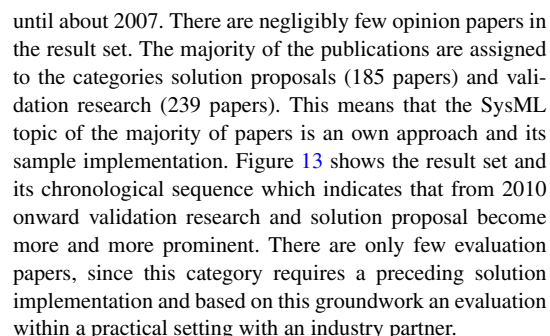 until about 2007. There are negligibly few opinion papers in
the result set. The majority of the publications are assigned
to the categories solution proposals (185 papers) and vali-
dation research (239 papers). This means that the SysML
topic of the majority of papers is an own approach and its
sample implementation. Figure 13 shows the result set and
its chronological sequence which indicates that from 2010
onward validation research and solution proposal become
more and more prominent. There are only few evaluation
papers, since this category requires a preceding solution
implementation and based on this groundwork an evaluation
within a practical setting with an industry partner.